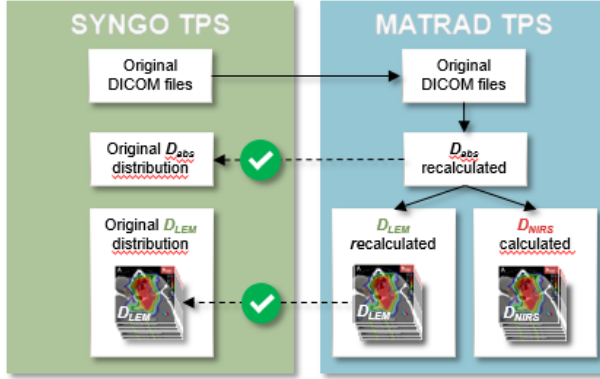 SYNGO TPS
MATRAD TPS
Original
DICOM files
Original
DICOM files
Original Dabs
distribution
Dabs
recalculated
Original DLEM
distribution
DLEM
DLEM
recalculated
DLEM
DNIRS
calculated
DNIRS